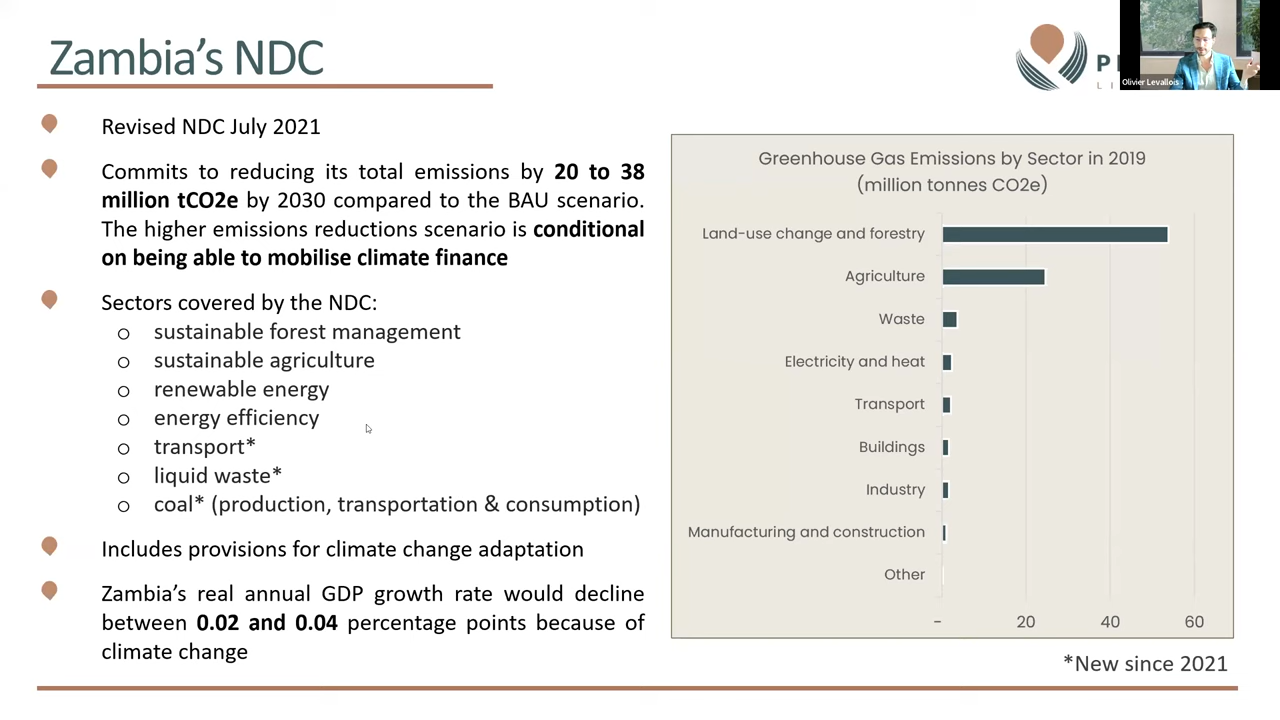 Zambia's NDC
Olivier Levallois
Revised NDC July 2021
Commits to reducing its total emissions by 20 to 38
million tCO2e by 2030 compared to the BAU scenario.
The higher emissions reductions scenario is conditional
on being able to mobilise climate finance
Sectors covered by the NDC:
o sustainable forest management
o sustainable agriculture
o renewable energy
o energy efficiency
o transport*
o liquid waste*
o coal* (production, transportation & consumption)
Includes provisions for climate change adaptation
Zambia's real annual GDP growth rate would decline
between 0.02 and 0.04 percentage points because of
climate change
Greenhouse Gas Emissions by Sector in 2019
(million tonnes CO2e)
Land-use change and forestry
Agriculture
Waste
Electricity and heat
Transport
Buildings
Industry
Manufacturing and construction
Other
- 20 40 60
*New since 2021